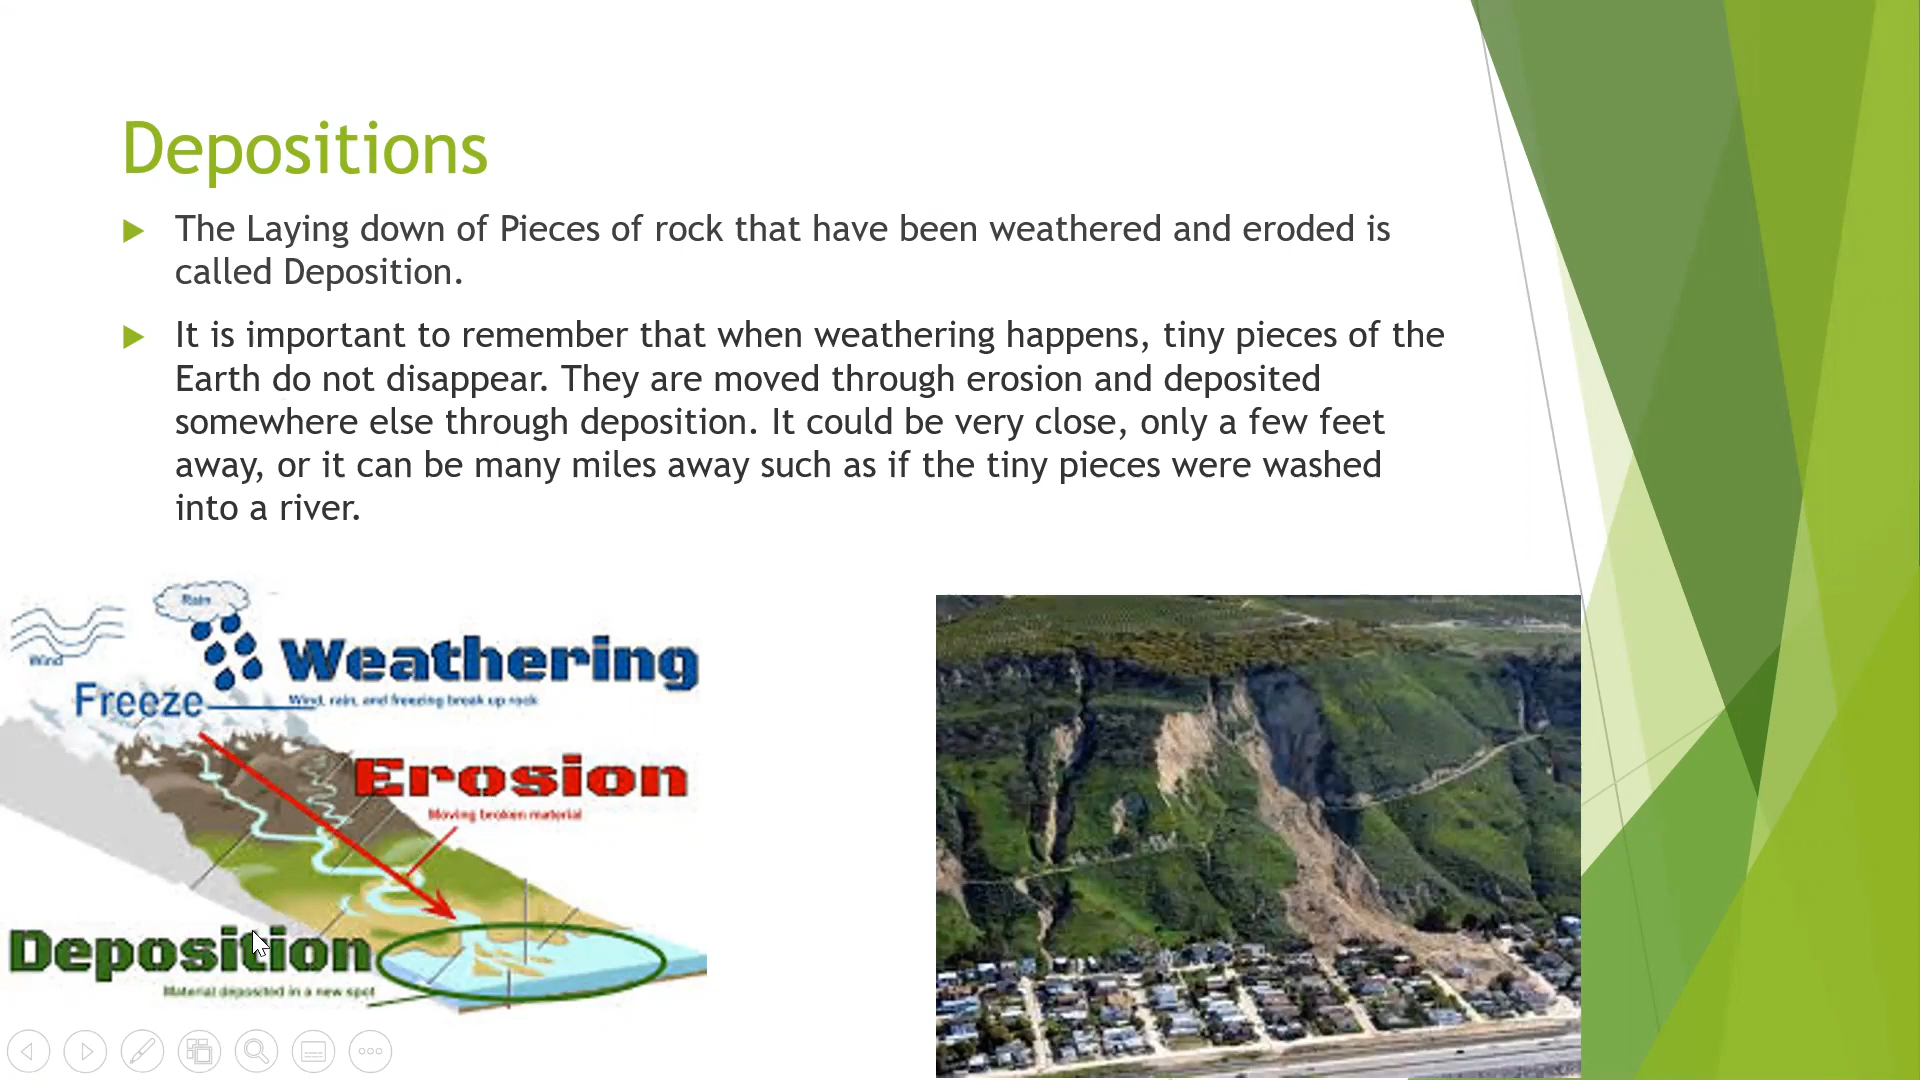 Depositions
The Laying down of Pieces of rock that have been weathered and eroded is
called Deposition.
It is important to remember that when weathering happens, tiny pieces of the
Earth do not disappear. They are moved through erosion and deposited
somewhere else through deposition. It could be very close, only a few feet
away, or it can be many miles away such as if the tiny pieces were washed
into a river.
Rain
Wind
Weathering
Freeze
Wind, rain, and freezing break up rock
Erosion
Moving broken material
Deposition
Material deposited in a new spot